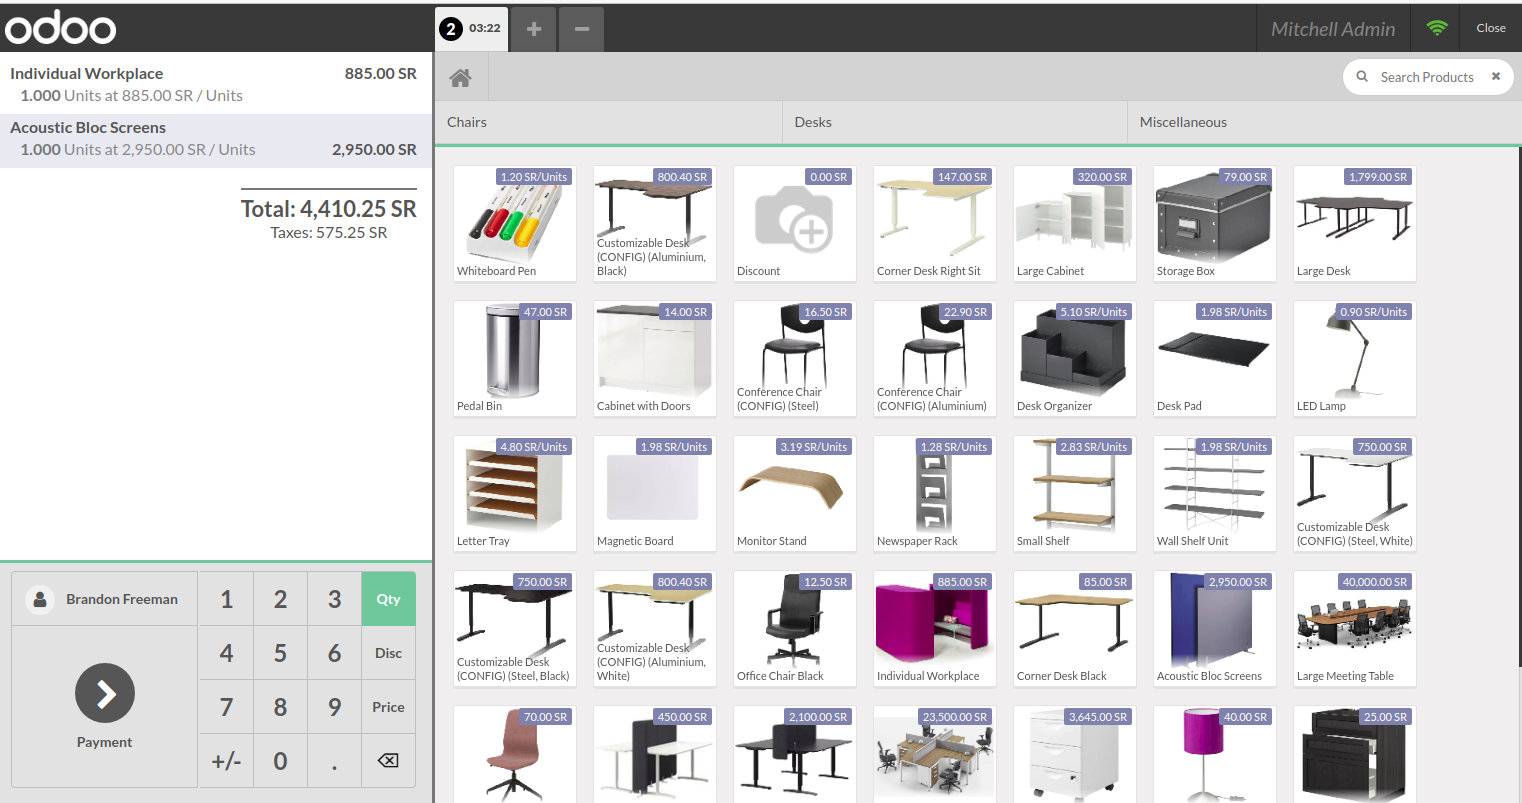 odoo
2 03:22
Mitchell Admin
Close
Individual Workplace 885.00 SR
1.000 Units at 885.00 SR / Units
Acoustic Bloc Screens
1.000 Units at 2,950.00 SR / Units 2,950.00 SR
Total: 4,410.25 SR
Taxes: 575.25 SR
Brandon Freeman
Payment
1 2 3 Qty
4 5 6 Disc
7 8 9 Price
+/- 0 .
Search Products
Chairs Desks Miscellaneous
1.20 SR/Units
Whiteboard Pen
800.40 SR
Customizable Desk
(CONFIG) (Aluminium,
Black)
0.00 SR
Discount
147.00 SR
Corner Desk Right Sit
320.00 SR
Large Cabinet
79.00 SR
Storage Box
1,799.00 SR
Large Desk
47.00 SR
Pedal Bin
14.00 SR
Cabinet with Doors
16.50 SR
Conference Chair
(CONFIG) (Steel)
22.90 SR
Conference Chair
(CONFIG) (Aluminium)
5.10 SR/Units
Desk Organizer
1.98 SR/Units
Desk Pad
0.90 SR/Units
LED Lamp
4.80 SR/Units
Letter Tray
1.98 SR/Units
Magnetic Board
3.19 SR/Units
Monitor Stand
1.28 SR/Units
Newspaper Rack
2.83 SR/Units
Small Shelf
1.98 SR/Units
Wall Shelf Unit
750.00 SR
Customizable Desk
(CONFIG) (Steel, White)
750.00 SR
Customizable Desk
(CONFIG) (Steel, Black)
800.40 SR
Customizable Desk
(CONFIG) (Aluminium,
White)
12.50 SR
Office Chair Black
885.00 SR
Individual Workplace
85.00 SR
Corner Desk Black
2,950.00 SR
Acoustic Bloc Screens
40,000.00 SR
Large Meeting Table
70.00 SR
450.00 SR
2,100.00 SR
23,500.00 SR
3,645.00 SR
40.00 SR
25.00 SR